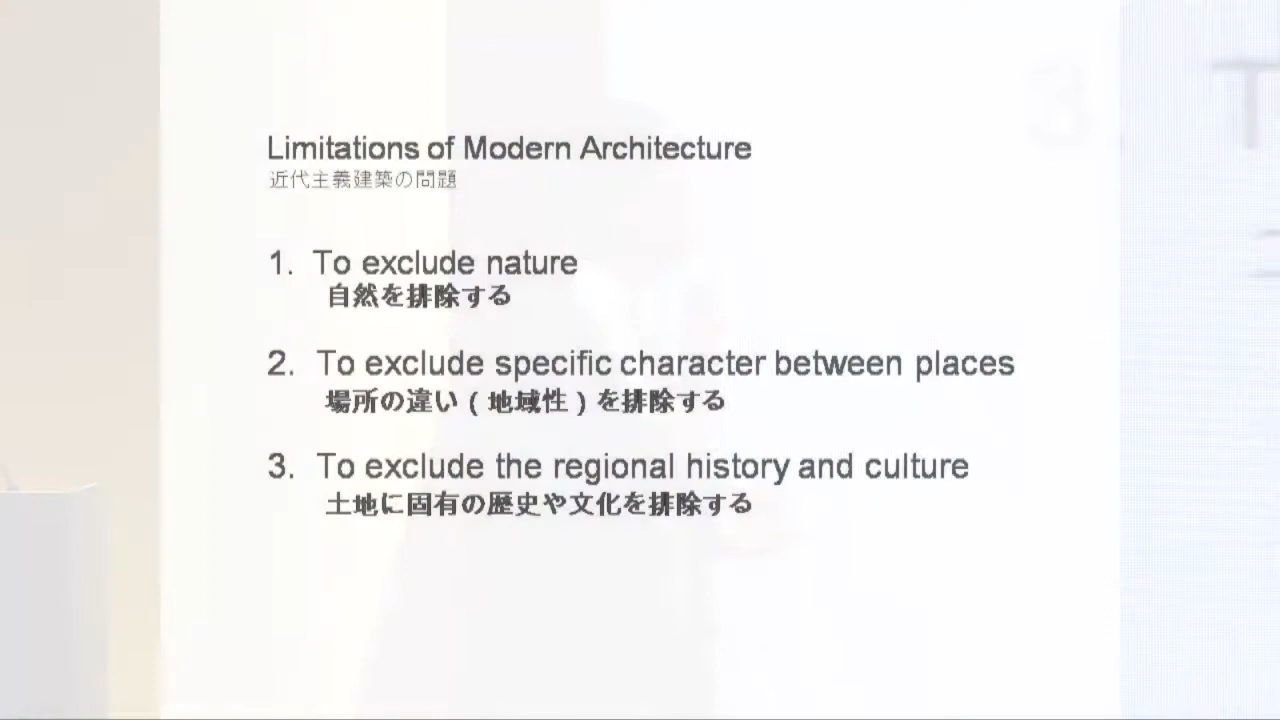 Limitations of Modern Architecture
近代主義建築の問題
1. To exclude nature
自然を排除する
2. To exclude specific character between places
場所の違い ( 地域性 ) を排除する
3. To exclude the regional history and culture
土地に固有の歴史や文化を排除する
3. T